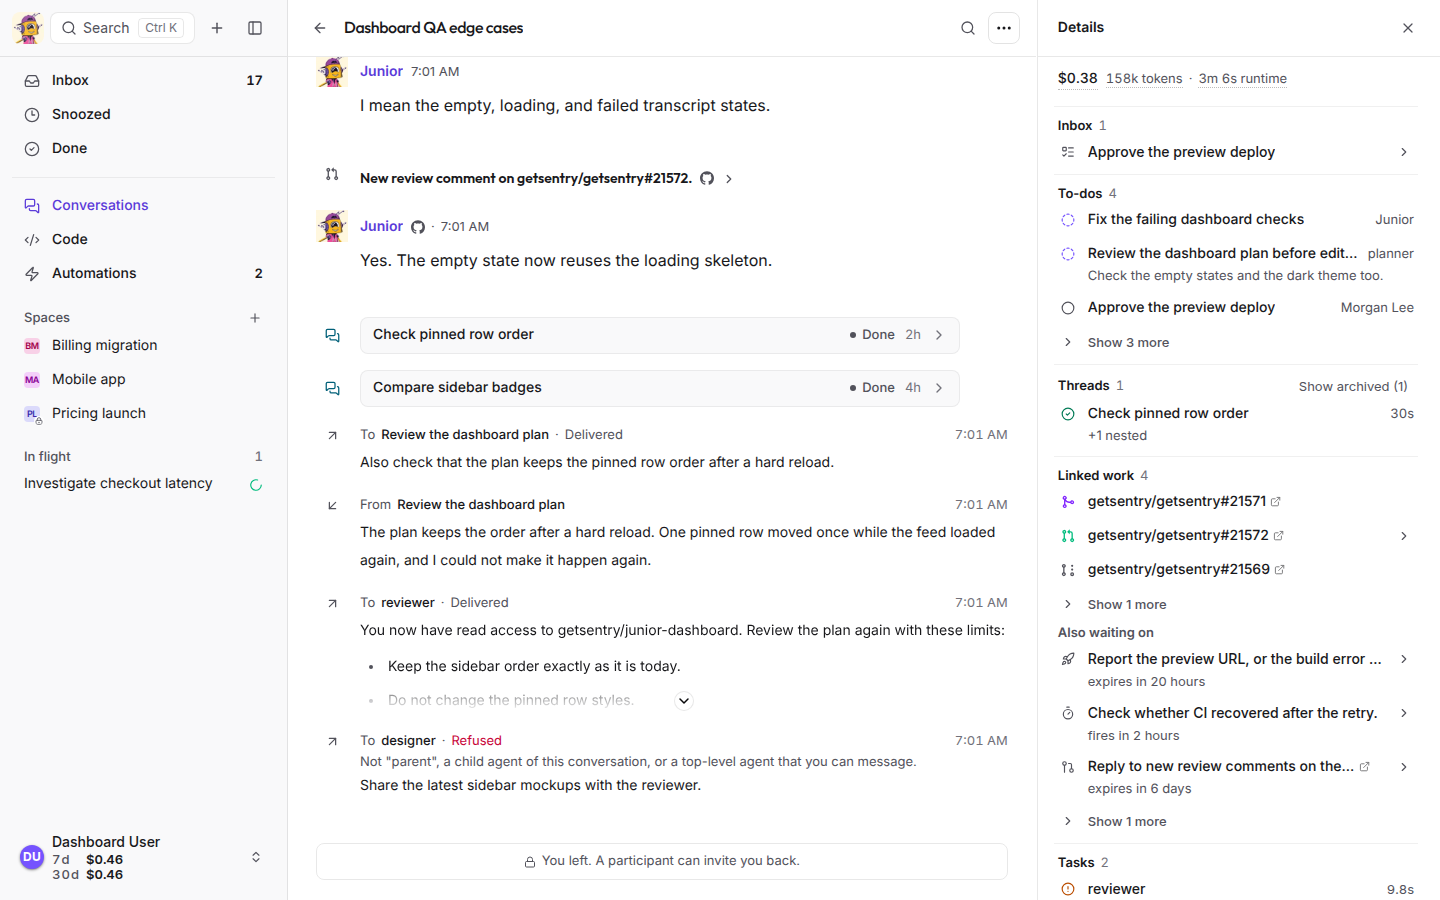 Search Ctrl K
Inbox 17
Snoozed
Done
Conversations
Code
Automations 2
Spaces
BM Billing migration
MA Mobile app
PL Pricing launch
In flight 1
Investigate checkout latency
DU Dashboard User
7d $0.46
30d $0.46
Dashboard QA edge cases
Junior 7:01 AM
I mean the empty, loading, and failed transcript states.
New review comment on getsentry/getsentry#21572.
Junior · 7:01 AM
Yes. The empty state now reuses the loading skeleton.
Check pinned row order Done 2h
Compare sidebar badges Done 4h
To Review the dashboard plan · Delivered 7:01 AM
Also check that the plan keeps the pinned row order after a hard reload.
From Review the dashboard plan 7:01 AM
The plan keeps the order after a hard reload. One pinned row moved once while the feed loaded
again, and I could not make it happen again.
To reviewer · Delivered 7:01 AM
You now have read access to getsentry/junior-dashboard. Review the plan again with these limits:
• Keep the sidebar order exactly as it is today.
• Do not change the pinned row styles.
To designer · Refused 7:01 AM
Not "parent", a child agent of this conversation, or a top-level agent that you can message.
Share the latest sidebar mockups with the reviewer.
You left. A participant can invite you back.
Details
$0.38 158k tokens · 3m 6s runtime
Inbox 1
Approve the preview deploy
To-dos 4
Fix the failing dashboard checks Junior
Review the dashboard plan before edit... planner
Check the empty states and the dark theme too.
Approve the preview deploy Morgan Lee
Show 3 more
Threads 1 Show archived (1)
Check pinned row order 30s
+1 nested
Linked work 4
getsentry/getsentry#21571
getsentry/getsentry#21572
getsentry/getsentry#21569
Show 1 more
Also waiting on
Report the preview URL, or the build error ...
expires in 20 hours
Check whether CI recovered after the retry.
fires in 2 hours
Reply to new review comments on the...
expires in 6 days
Show 1 more
Tasks 2
reviewer 9.8s